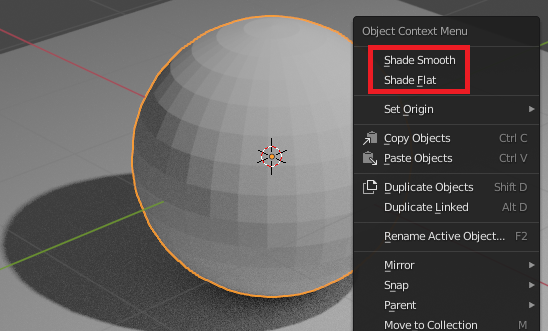 Object Context Menu
Shade Smooth
Shade Flat
Set Origin
Copy Objects Ctrl C
Paste Objects Ctrl V
Duplicate Objects Shift D
Duplicate Linked Alt D
Rename Active Object... F2
Mirror
Snap
Parent
Move to Collection M